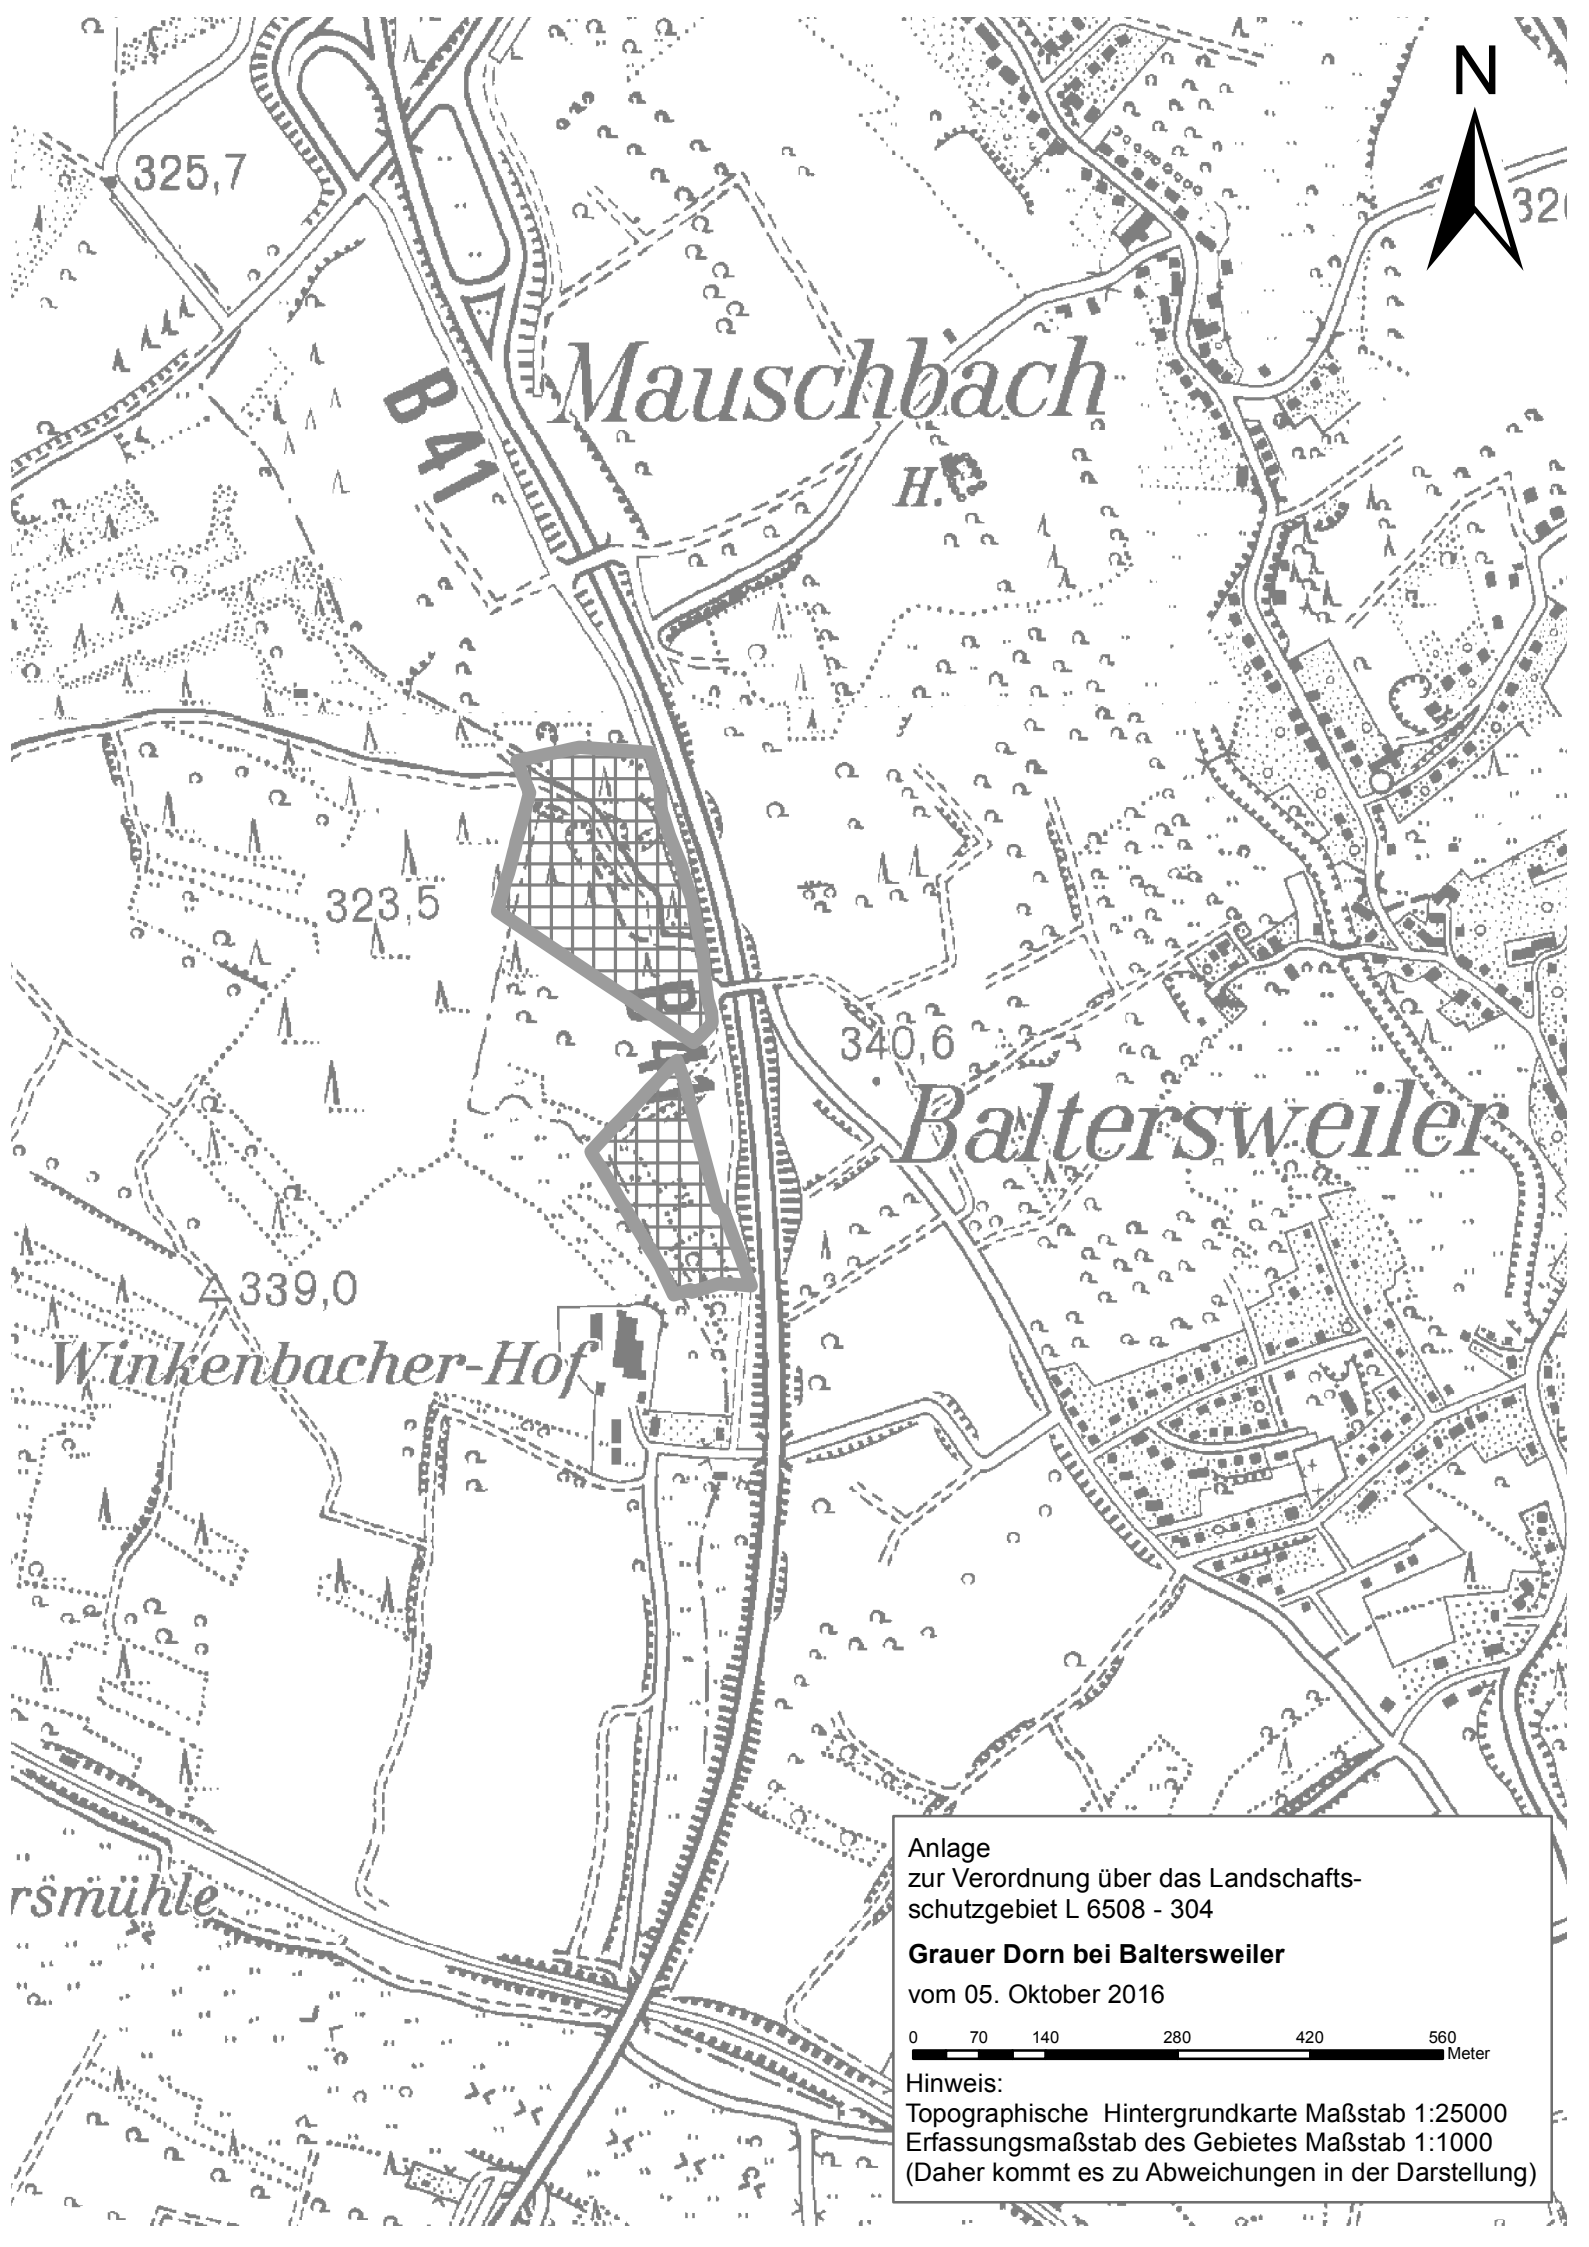 N
325,7
Mauschbach
B 41
H.
323,5
B 41
340,6
Baltersweiler
339,0
Winkenbacher-Hof
rsmühle
Anlage
zur Verordnung über das Landschafts-
schutzgebiet L 6508 - 304
Grauer Dorn bei Baltersweiler
vom 05. Oktober 2016
0 70 140 280 420 560
Meter
Hinweis:
Topographische Hintergrundkarte Maßstab 1:25000
Erfassungsmaßstab des Gebietes Maßstab 1:1000
(Daher kommt es zu Abweichungen in der Darstellung)